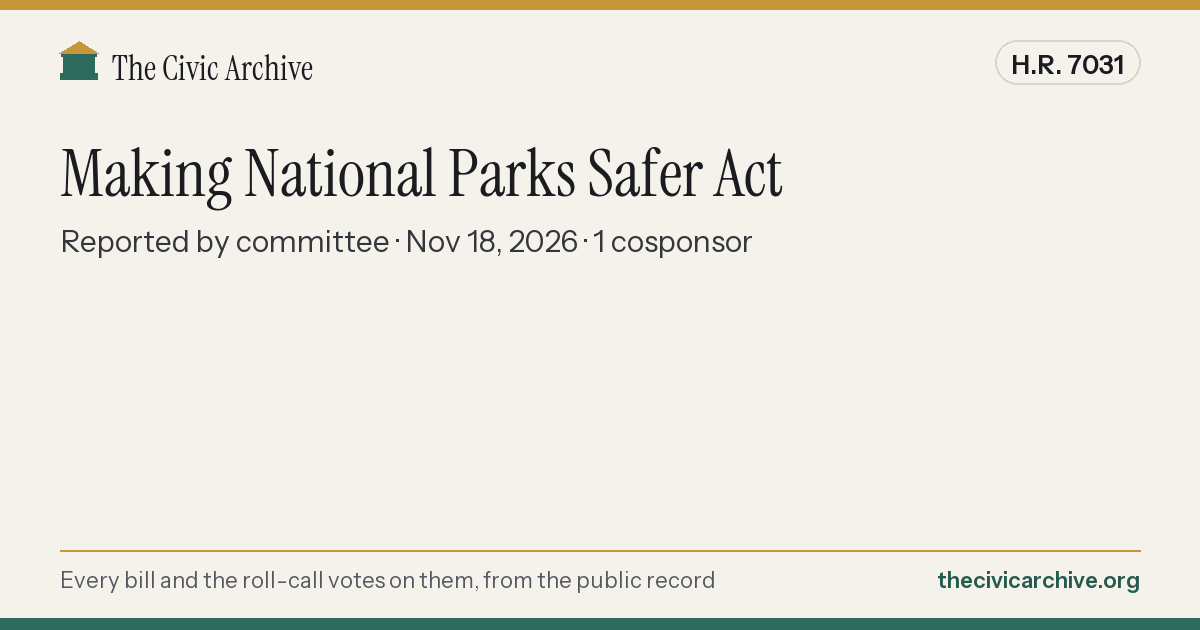 The Civic Archive
H.R. 7031
Making National Parks Safer Act
Reported by committee · Nov 18, 2026 · 1 cosponsor
Every bill and the roll-call votes on them, from the public record
thecivicarchive.org